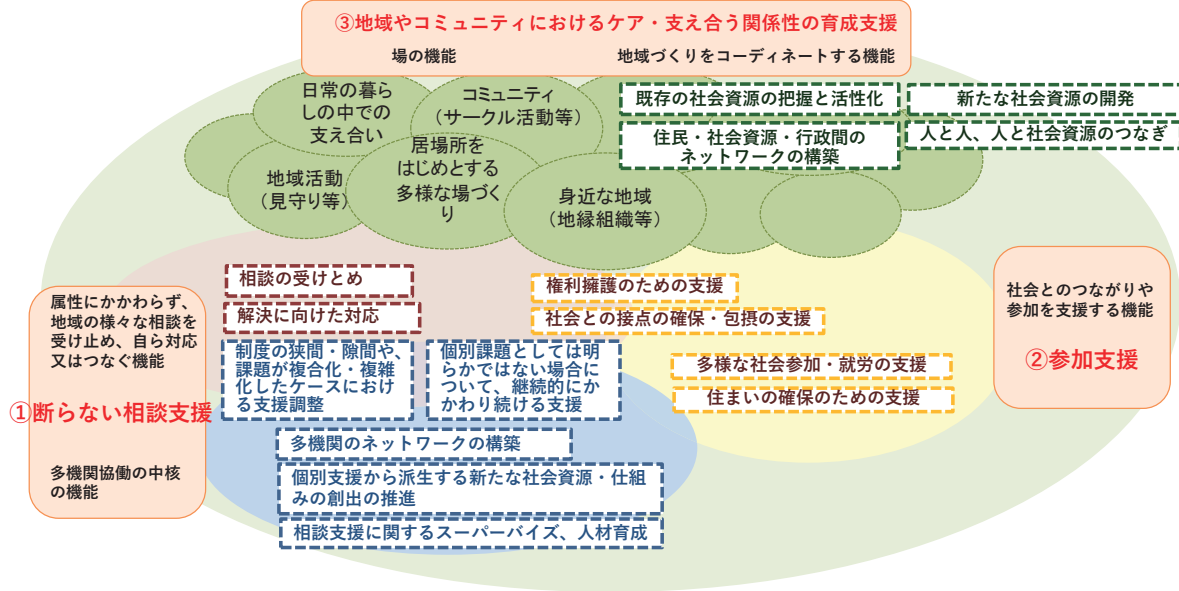 ③地域やコミュニティにおけるケア・支え合う関係性の育成支援
場の機能
地域づくりをコーディネートする機能
日常の暮ら
しの中での
支え合い
コミュニティ
（サークル活動等）
既存の社会資源の把握と活性化
新たな社会資源の開発
住民・社会資源・行政間の
ネットワークの構築
人と人、人と社会資源のつなぎ
地域活動
（見守り等）
居場所を
はじめとする
多様な場づく
り
身近な地域
（地縁組織等）
相談の受けとめ
解決に向けた対応
権利擁護のための支援
社会との接点の確保・包摂の支援
社会とのつながりや
参加を支援する機能
②参加支援
属性にかかわらず、
地域の様々な相談を
受け止め、自ら対応
又はつなぐ機能
①断らない相談支援
多機関協働の中核
の機能
制度の狭間・隙間や、
課題が複合化・複雑
化したケースにおけ
る支援調整
個別課題としては明
らかではない場合に
ついて、継続的にか
かわり続ける支援
多様な社会参加・就労の支援
住まいの確保のための支援
多機関のネットワークの構築
個別支援から派生する新たな社会資源・仕組
みの創出の推進
相談支援に関するスーパーバイズ、人材育成